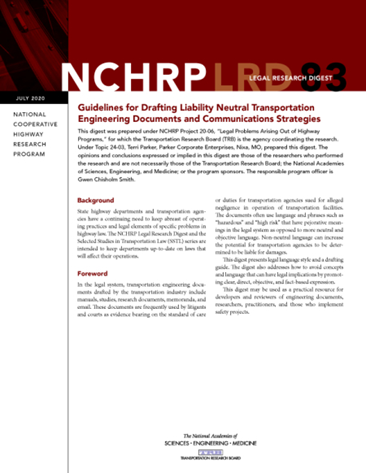 NCHRP LRD 83
LEGAL RESEARCH DIGEST
JULY 2020
NATIONAL
COOPERATIVE
HIGHWAY
RESEARCH
PROGRAM
Guidelines for Drafting Liability Neutral Transportation
Engineering Documents and Communications Strategies
This digest was prepared under NCHRP Project 20-06, "Legal Problems Arising Out of Highway
Programs," for which the Transportation Research Board (TRB) is the agency coordinating the research.
Under Topic 24-03, Terri Parker, Parker Corporate Enterprises, Nixa, MO, prepared this digest. The
opinions and conclusions expressed or implied in this digest are those of the researchers who performed
the research and are not necessarily those of the Transportation Research Board; the National Academies
of Sciences, Engineering, and Medicine; or the program sponsors. The responsible program officer is
Gwen Chisholm Smith.
Background
State highway departments and transportation agen-
cies have a continuing need to keep abreast of operat-
ing practices and legal elements of specific problems in
highway law. The NCHRP Legal Research Digest and the
Selected Studies in Transportation Law (SSTL) series are
intended to keep departments up-to-date on laws that
will affect their operations.
Foreword
In the legal system, transportation engineering docu-
ments drafted by the transportation industry include
manuals, studies, research documents, memoranda, and
email. These documents are frequently used by litigants
and courts as evidence bearing on the standard of care
or duties for transportation agencies used for alleged
negligence in operation of transportation facilities.
The documents often use language and phrases such as
"hazardous" and "high risk" that have pejorative mean-
ings in the legal system as opposed to more neutral and
objective language. Non-neutral language can increase
the potential for transportation agencies to be deter-
mined to be liable for damages.
This digest presents legal language style and a drafting
guide. The digest also addresses how to avoid concepts
and language that can have legal implications by promot-
ing clear, direct, objective, and fact-based expression.
This digest may be used as a practical resource for
developers and reviewers of engineering documents,
researchers, practitioners, and those who implement
safety projects.
The National Academies of
SCIENCES • ENGINEERING • MEDICINE
TRANSPORTATION RESEARCH BOARD